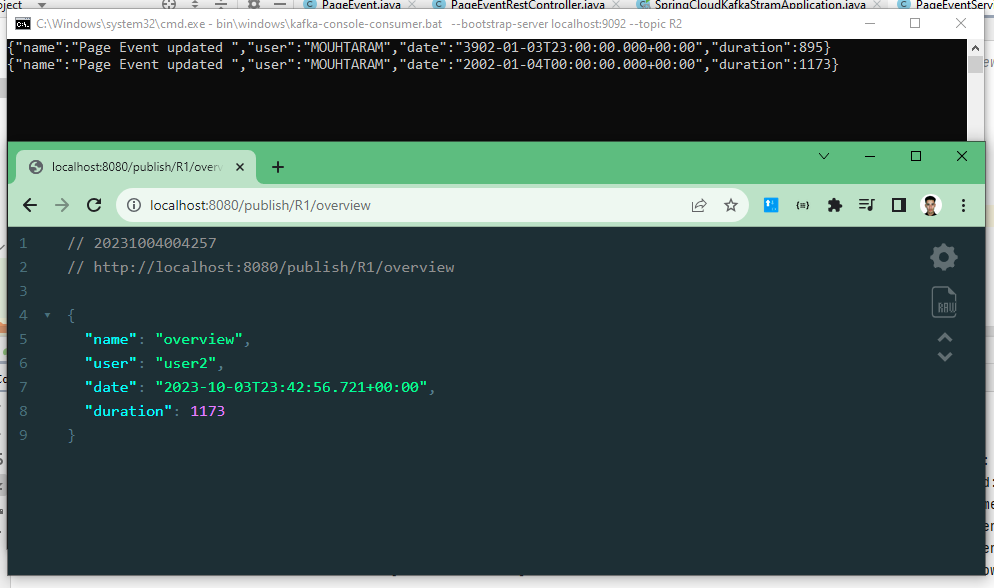 oject PageEvent.java PageEventRestController.java SpringCloudKafkaStramApplication.java PageEventServ
C:\Windows\system32\cmd.exe - bin\windows\kafka-console-consumer.bat --bootstrap-server localhost:9092 --topic R2
{"name":"Page Event updated ","user":"MOUHTARAM","date":"3902-01-03T23:00:00.000+00:00","duration":895}
{"name":"Page Event updated ","user":"MOUHTARAM","date":"2002-01-04T00:00:00.000+00:00","duration":1173}
localhost:8080/publish/R1/overv
localhost:8080/publish/R1/overview
1 // 20231004004257
2 // http://localhost:8080/publish/R1/overview
3
4 {
5 "name": "overview",
6 "user": "user2",
7 "date": "2023-10-03T23:42:56.721+00:00",
8 "duration": 1173
9 }
RAW